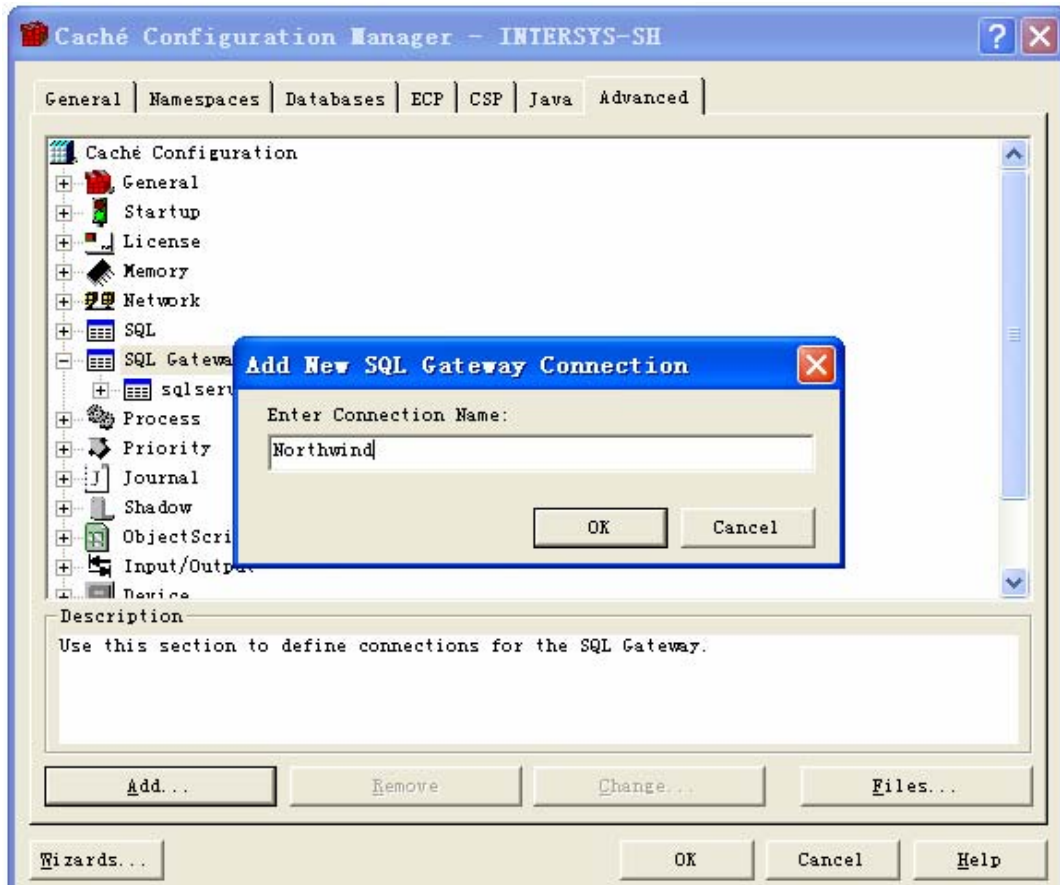 Caché Configuration Manager - INTERSYS-SH
General Namespaces Databases ECP CSP Java Advanced
Caché Configuration
General
Startup
License
Memory
Network
SQL
SQL Gatewa
sqlserv
Process
Priority
Journal
Shadow
ObjectScri
Input/Output
Device
Add New SQL Gateway Connection
Enter Connection Name:
Northwind
OK Cancel
Description
Use this section to define connections for the SQL Gateway.
Add... Remove Change... Files...
Wizards... OK Cancel Help